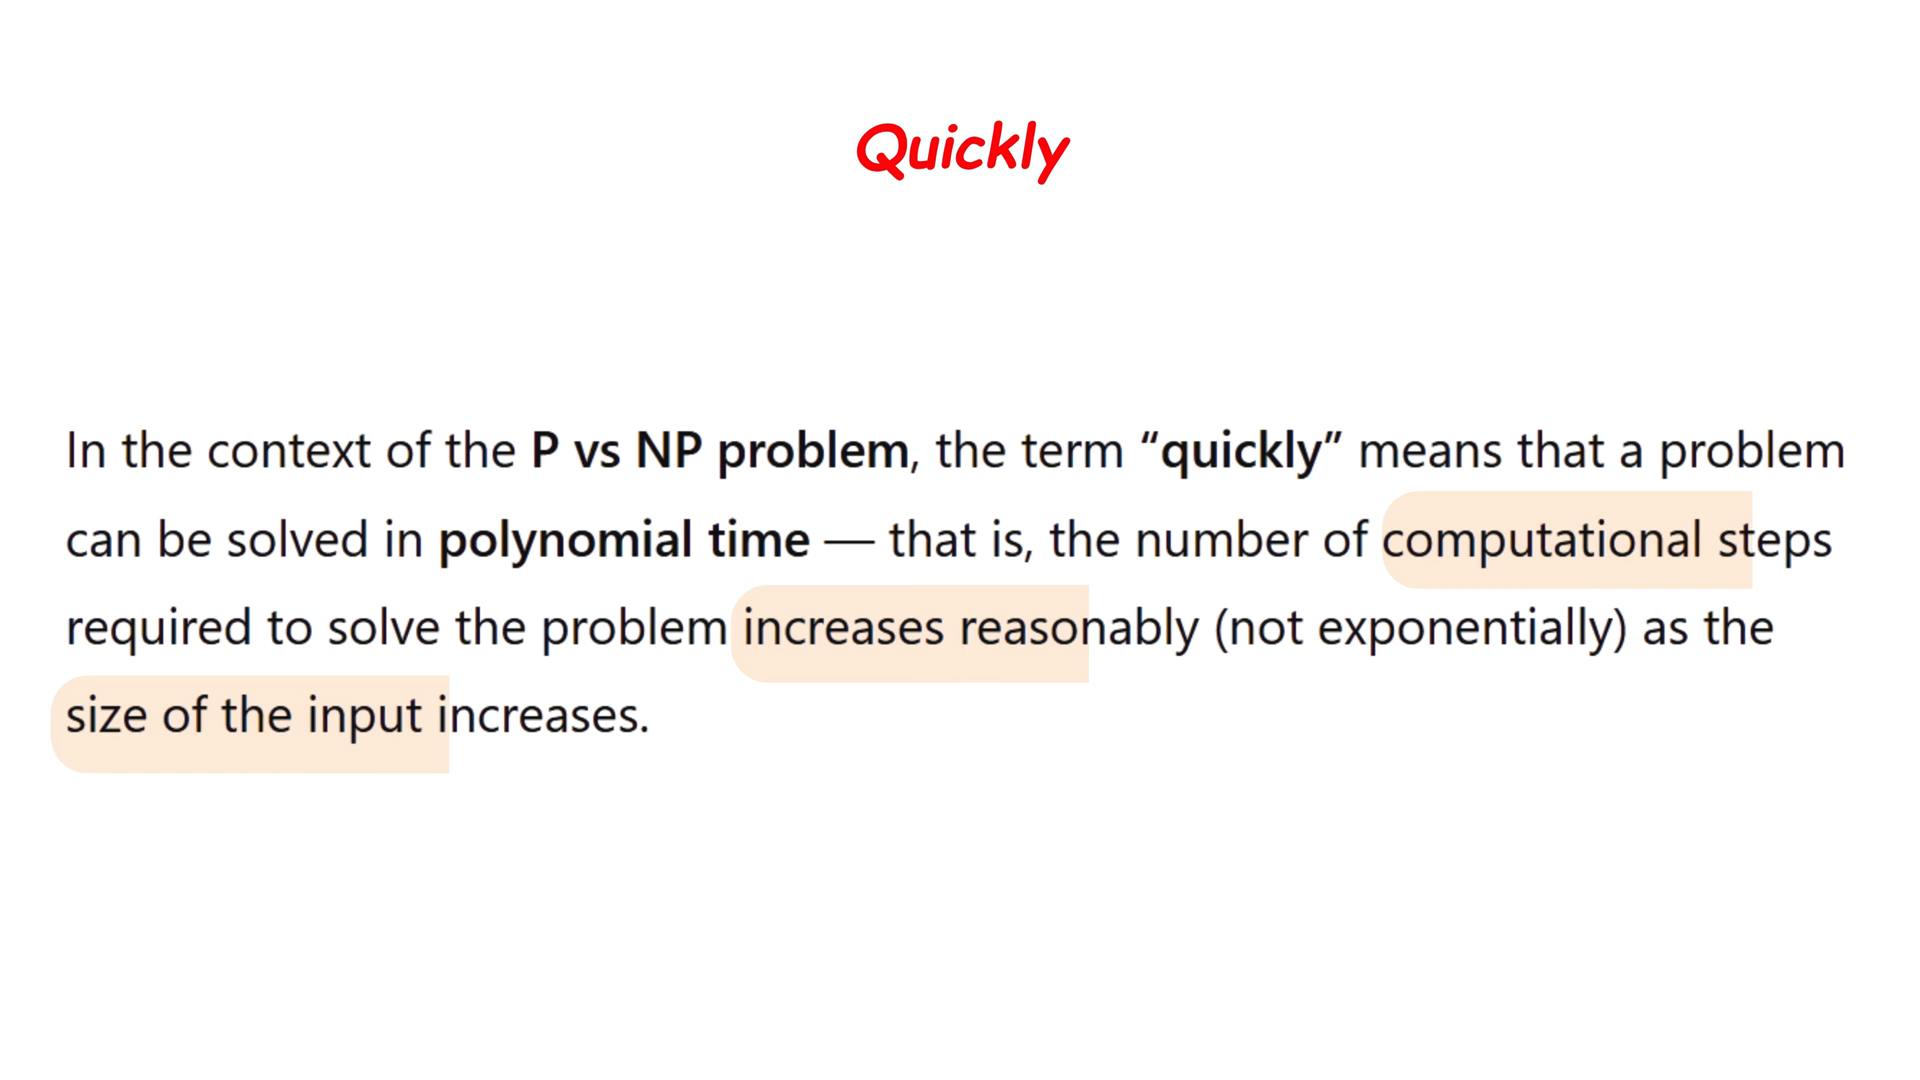 Quickly
In the context of the P vs NP problem, the term “quickly” means that a problem
can be solved in polynomial time — that is, the number of computational steps
required to solve the problem increases reasonably (not exponentially) as the
size of the input increases.